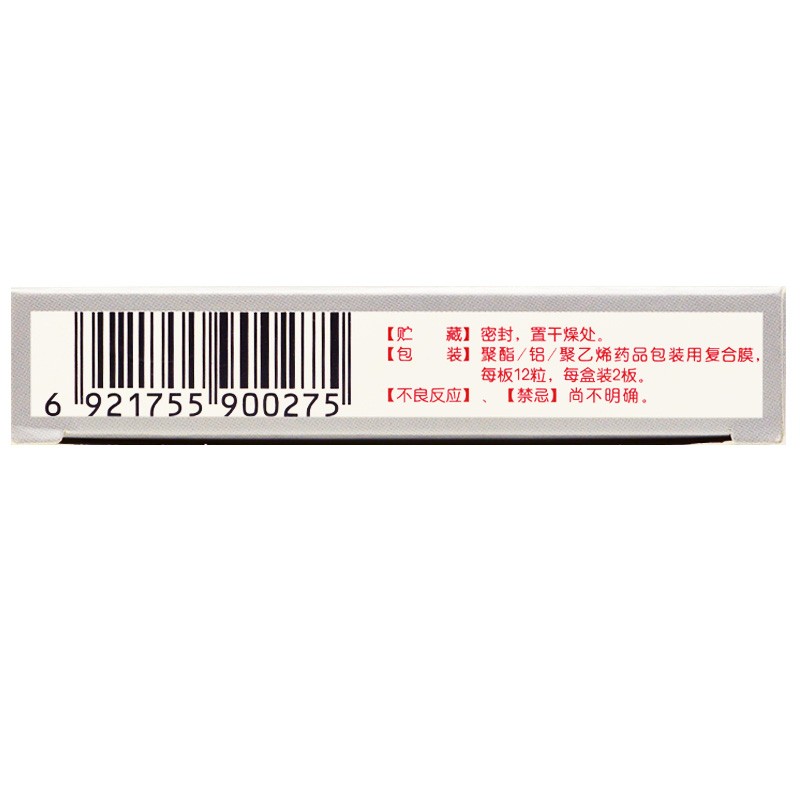 6 921755 900275
【贮 藏】密封，置干燥处。
【包 装】聚酯/铝/聚乙烯药品包装用复合膜，
每板12粒，每盒装2板。
【不良反应】、【禁忌】尚不明确。